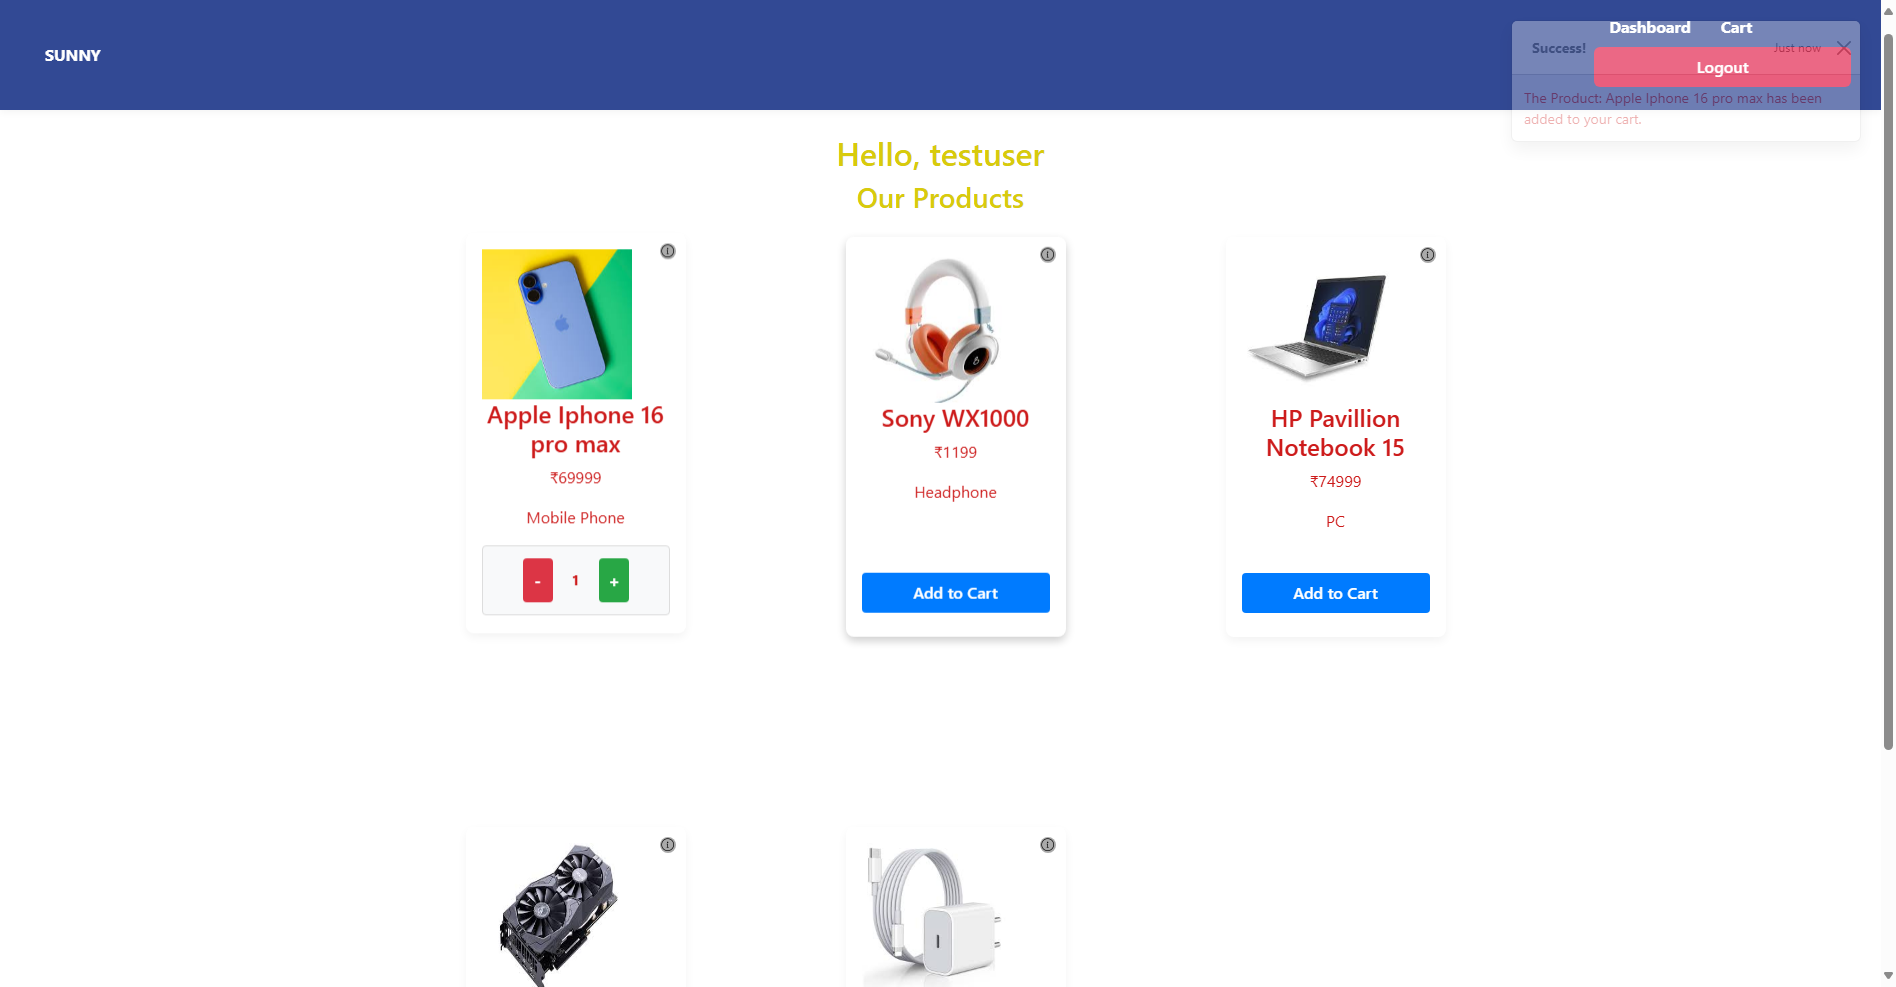 SUNNY
Dashboard Cart
Success! Just now
Logout
The Product: Apple Iphone 16 pro max has been
added to your cart.
Hello, testuser
Our Products
Apple Iphone 16
pro max
₹69999
Mobile Phone
- 1 +
Sony WX1000
₹1199
Headphone
Add to Cart
HP Pavillion
Notebook 15
₹74999
PC
Add to Cart